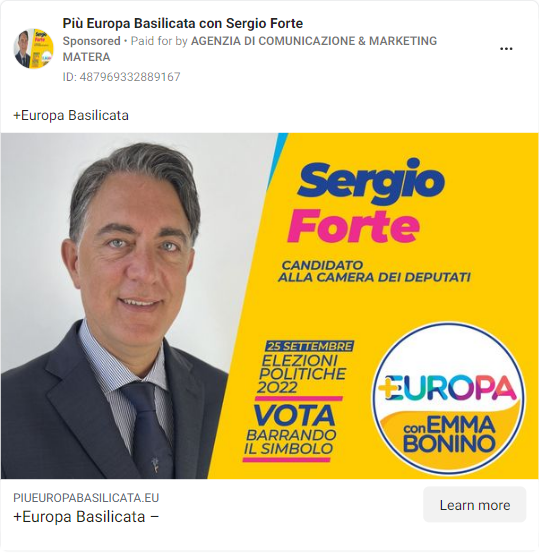 Più Europa Basilicata con Sergio Forte
Sponsored • Paid for by AGENZIA DI COMUNICAZIONE & MARKETING
MATERA
ID: 487969332889167
+Europa Basilicata
Sergio
Forte
CANDIDATO
ALLA CAMERA DEI DEPUTATI
25 SETTEMBRE
ELEZIONI
POLITICHE
2022
VOTA
BARRANDO
IL SIMBOLO
+EUROPA
con EMMA
BONINO
PIUEUROPABASILICATA.EU
+Europa Basilicata –
Learn more